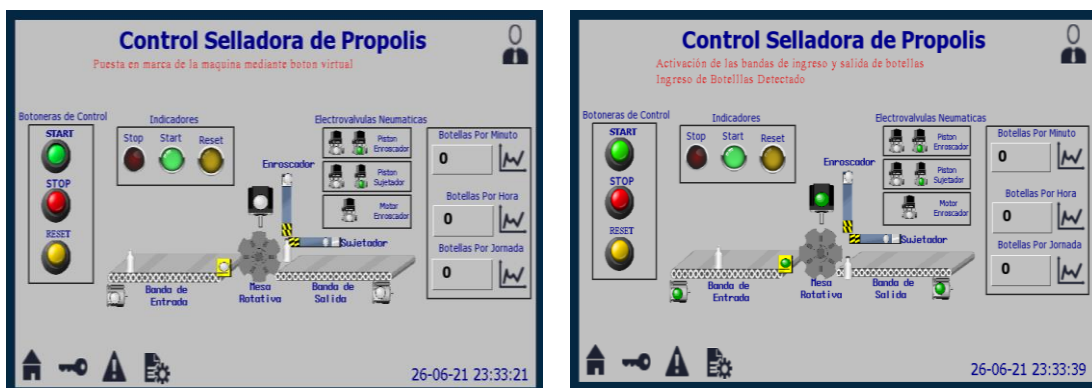 Control Selladora de Propolis
Puesta en marca de la maquina mediante boton virtual
Botoneras de Control
START
STOP
RESET
Indicadores
Stop Start Reset
Electrovalvulas Neumaticas
Piston
Enroscador
Piston
Sujetador
Motor
Enroscador
Enroscador
Sujetador
Banda de
Entrada
Mesa
Rotativa
Banda de
Salida
Botellas Por Minuto
0
Botellas Por Hora
0
Botellas Por Jornada
0
26-06-21 23:33:21
Control Selladora de Propolis
Activación de las bandas de ingreso y salida de botellas
Ingreso de Botelllas Detectado
Botoneras de Control
START
STOP
RESET
Indicadores
Stop Start Reset
Electrovalvulas Neumaticas
Piston
Enroscador
Piston
Sujetador
Motor
Enroscador
Enroscador
Sujetador
Banda de
Entrada
Mesa
Rotativa
Banda de
Salida
Botellas Por Minuto
0
Botellas Por Hora
0
Botellas Por Jornada
0
26-06-21 23:33:39